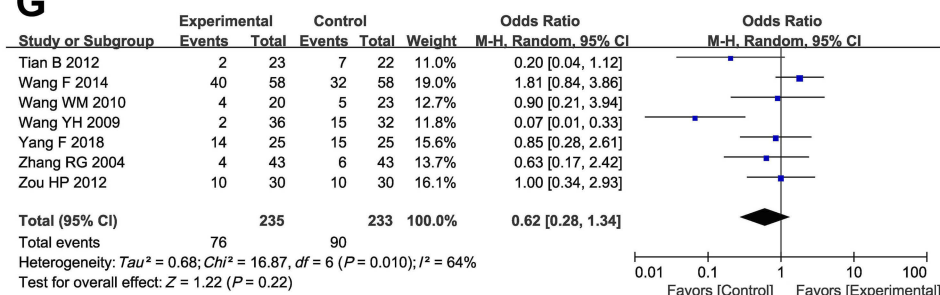 G
Experimental Control Odds Ratio Odds Ratio
Study or Subgroup Events Total Events Total Weight M-H, Random, 95% CI M-H, Random, 95% CI
Tian B 2012 2 23 7 22 11.0% 0.20 [0.04, 1.12]
Wang F 2014 40 58 32 58 19.0% 1.81 [0.84, 3.86]
Wang WM 2010 4 20 5 23 12.7% 0.90 [0.21, 3.94]
Wang YH 2009 2 36 15 32 11.8% 0.07 [0.01, 0.33]
Yang F 2018 14 25 15 25 15.6% 0.85 [0.28, 2.61]
Zhang RG 2004 4 43 6 43 13.7% 0.63 [0.17, 2.42]
Zou HP 2012 10 30 10 30 16.1% 1.00 [0.34, 2.93]
Total (95% CI) 235 233 100.0% 0.62 [0.28, 1.34]
Total events 76 90
Heterogeneity: Tau² = 0.68; Chi² = 16.87, df = 6 (P = 0.010); I² = 64%
Test for overall effect: Z = 1.22 (P = 0.22)
0.01 0.1 1 10 100
Favors [Control] Favors [Experimental]